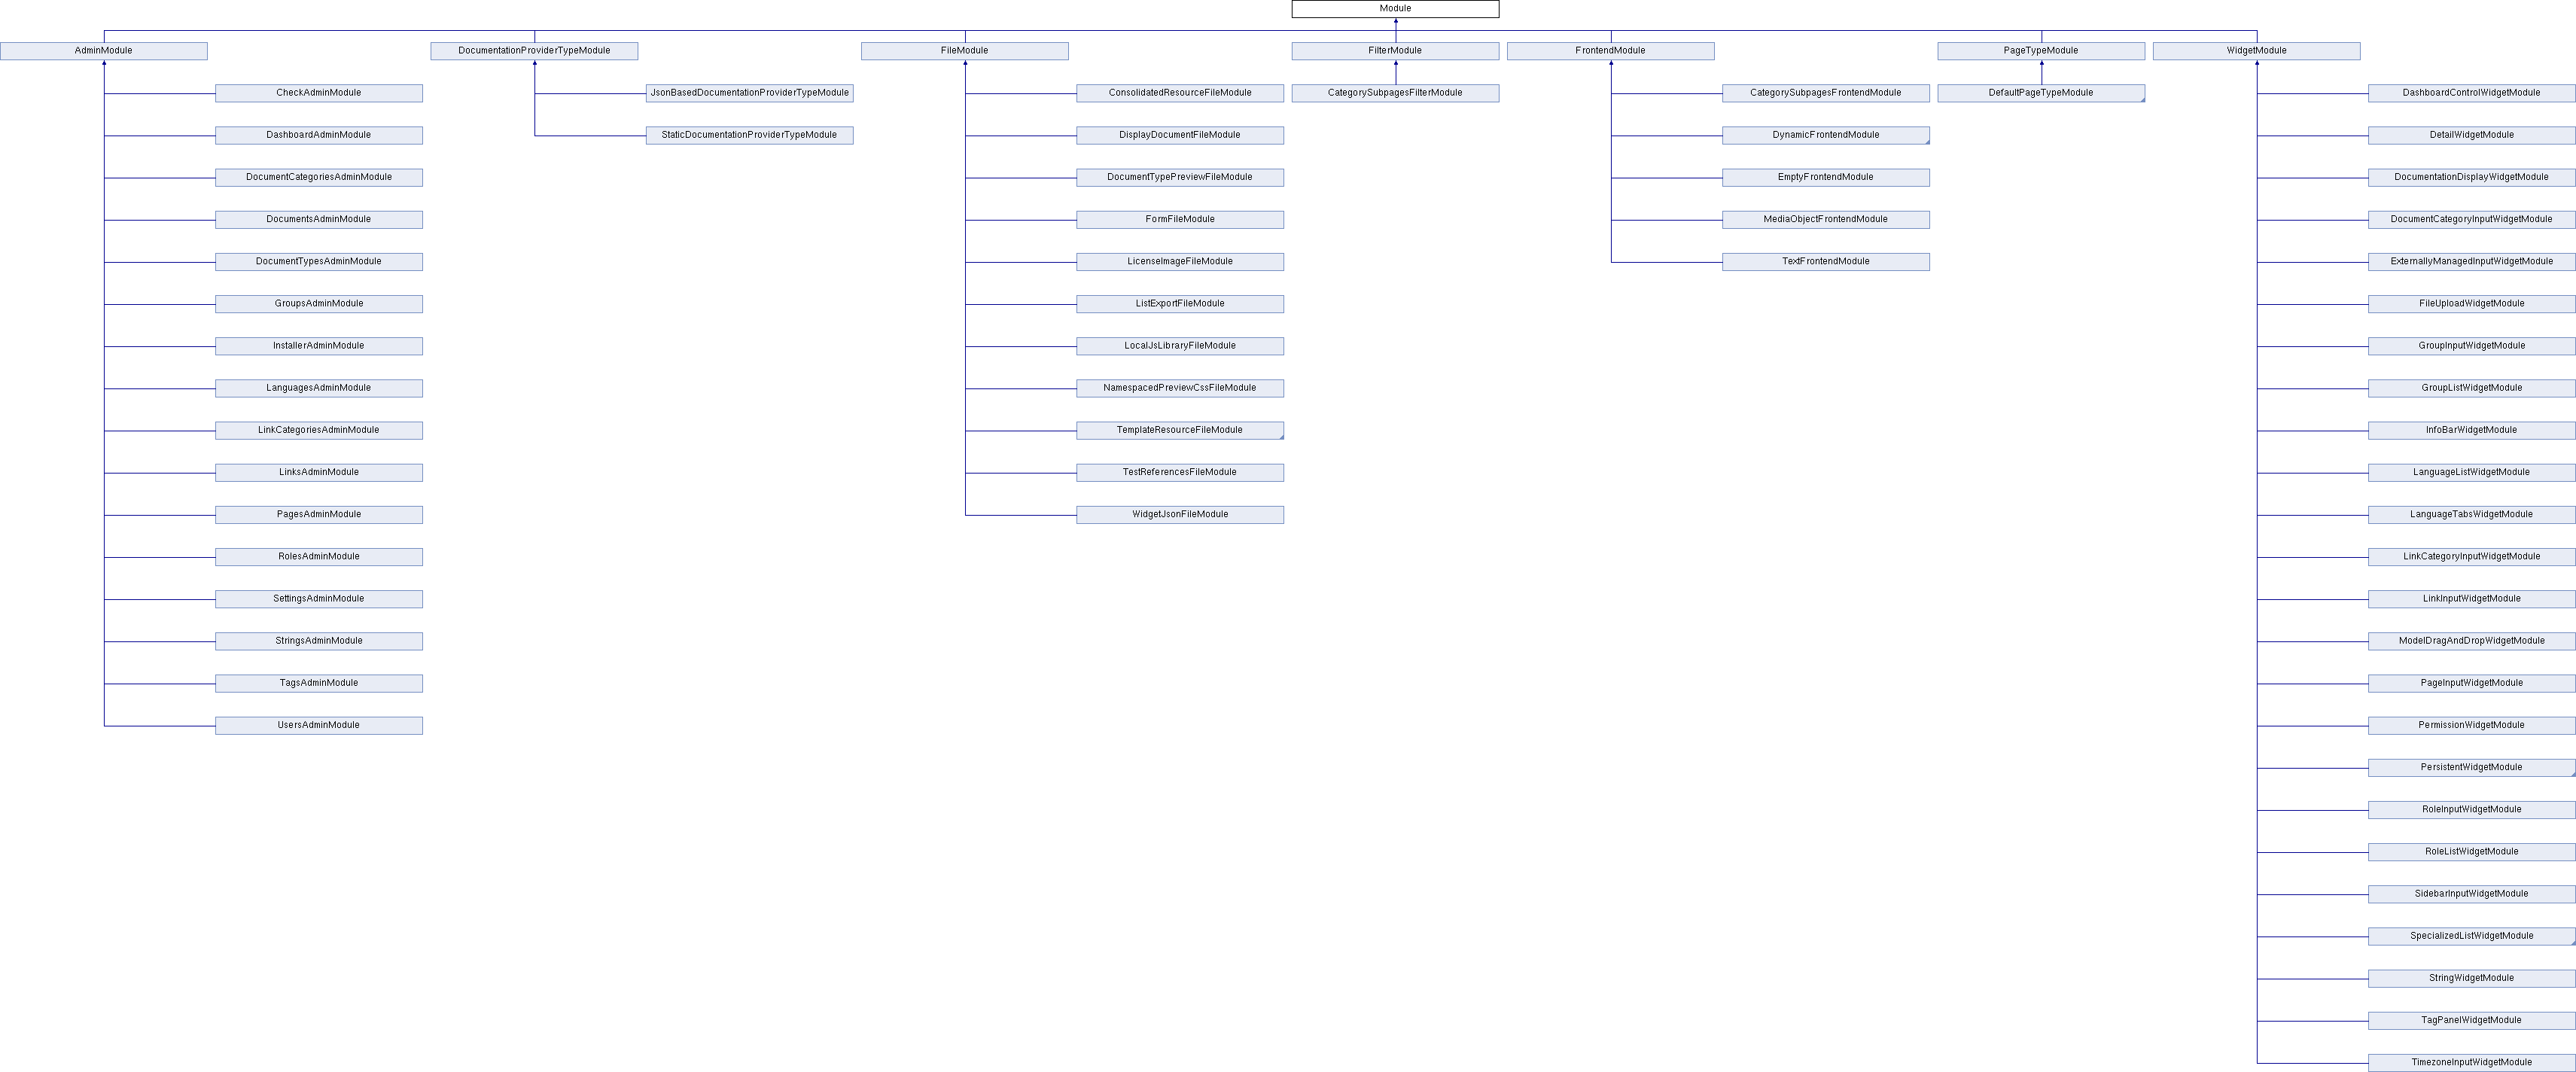 Module
AdminModule
DocumentationProviderTypeModule
FileModule
FilterModule
FrontendModule
PageTypeModule
WidgetModule
CheckAdminModule
JsonBasedDocumentationProviderTypeModule
ConsolidatedResourceFileModule
CategorySubpagesFilterModule
CategorySubpagesFrontendModule
DefaultPageTypeModule
DashboardControlWidgetModule
DashboardAdminModule
StaticDocumentationProviderTypeModule
DisplayDocumentFileModule
DynamicFrontendModule
DetailWidgetModule
DocumentCategoriesAdminModule
DocumentTypePreviewFileModule
EmptyFrontendModule
DocumentationDisplayWidgetModule
DocumentsAdminModule
FormFileModule
MediaObjectFrontendModule
DocumentCategoryInputWidgetModule
DocumentTypesAdminModule
LicenseImageFileModule
TextFrontendModule
ExternallyManagedInputWidgetModule
GroupsAdminModule
ListExportFileModule
FileUploadWidgetModule
InstallerAdminModule
LocalJsLibraryFileModule
GroupInputWidgetModule
LanguagesAdminModule
NamespacedPreviewCssFileModule
GroupListWidgetModule
LinkCategoriesAdminModule
TemplateResourceFileModule
InfoBarWidgetModule
LinksAdminModule
TestReferencesFileModule
LanguageListWidgetModule
PagesAdminModule
WidgetJsonFileModule
LanguageTabsWidgetModule
RolesAdminModule
LinkCategoryInputWidgetModule
SettingsAdminModule
LinkInputWidgetModule
StringsAdminModule
ModelDragAndDropWidgetModule
TagsAdminModule
PageInputWidgetModule
UsersAdminModule
PermissionWidgetModule
PersistentWidgetModule
RoleInputWidgetModule
RoleListWidgetModule
SidebarInputWidgetModule
SpecializedListWidgetModule
StringWidgetModule
TagPanelWidgetModule
TimezoneInputWidgetModule